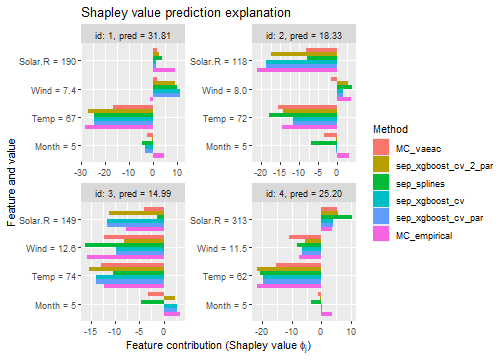 Shapley value prediction explanation
id: 1, pred = 31.81
id: 2, pred = 18.33
Solar.R = 190
Wind = 7.4
Temp = 67
Month = 5
-30 -20 -10 0 10
Solar.R = 118
Wind = 8.0
Temp = 72
Month = 5
-20 -10 0
id: 3, pred = 14.99
id: 4, pred = 25.20
Solar.R = 149
Wind = 12.6
Temp = 74
Month = 5
-15 -10 -5 0
Solar.R = 313
Wind = 11.5
Temp = 62
Month = 5
-20 -10 0 10
Feature and value
Feature contribution (Shapley value ϕj)
Method
MC_vaeac
sep_xgboost_cv_2_par
sep_splines
sep_xgboost_cv
sep_xgboost_cv_par
MC_empirical